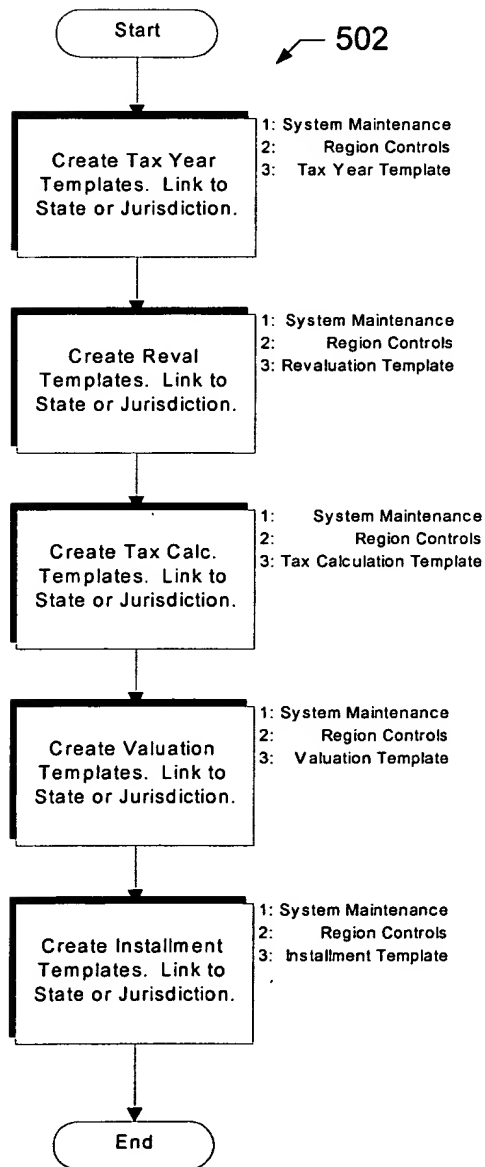 Start
502
Create Tax Year
Templates. Link to
State or Jurisdiction.
1: System Maintenance
2: Region Controls
3: Tax Year Template
Create Reval
Templates. Link to
State or Jurisdiction.
1: System Maintenance
2: Region Controls
3: Revaluation Template
Create Tax Calc.
Templates. Link to
State or Jurisdiction.
1: System Maintenance
2: Region Controls
3: Tax Calculation Template
Create Valuation
Templates. Link to
State or Jurisdiction.
1: System Maintenance
2: Region Controls
3: Valuation Template
Create Installment
Templates. Link to
State or Jurisdiction.
1: System Maintenance
2: Region Controls
3: Installment Template
End